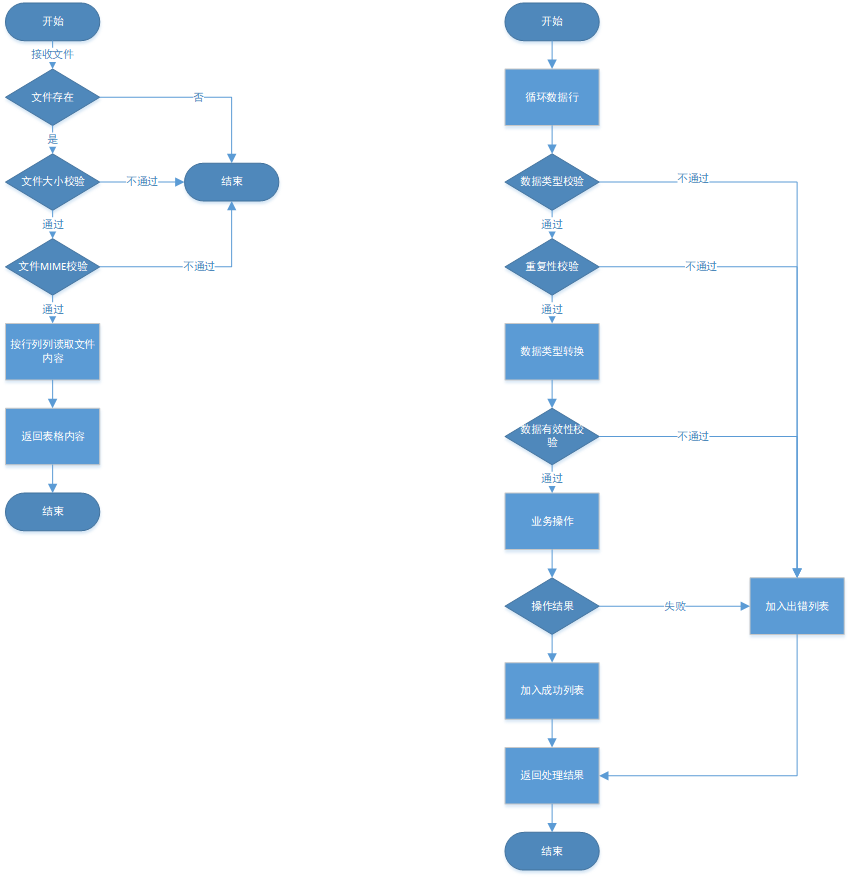 开始
接收文件
文件存在
否
是
文件大小校验
不通过
结束
通过
文件MIME校验
不通过
通过
按行列列读取文件
内容
返回表格内容
结束
开始
循环数据行
数据类型校验
不通过
通过
重复性校验
不通过
通过
数据类型转换
数据有效性校
验
不通过
通过
业务操作
操作结果
失败
加入出错列表
加入成功列表
返回处理结果
结束